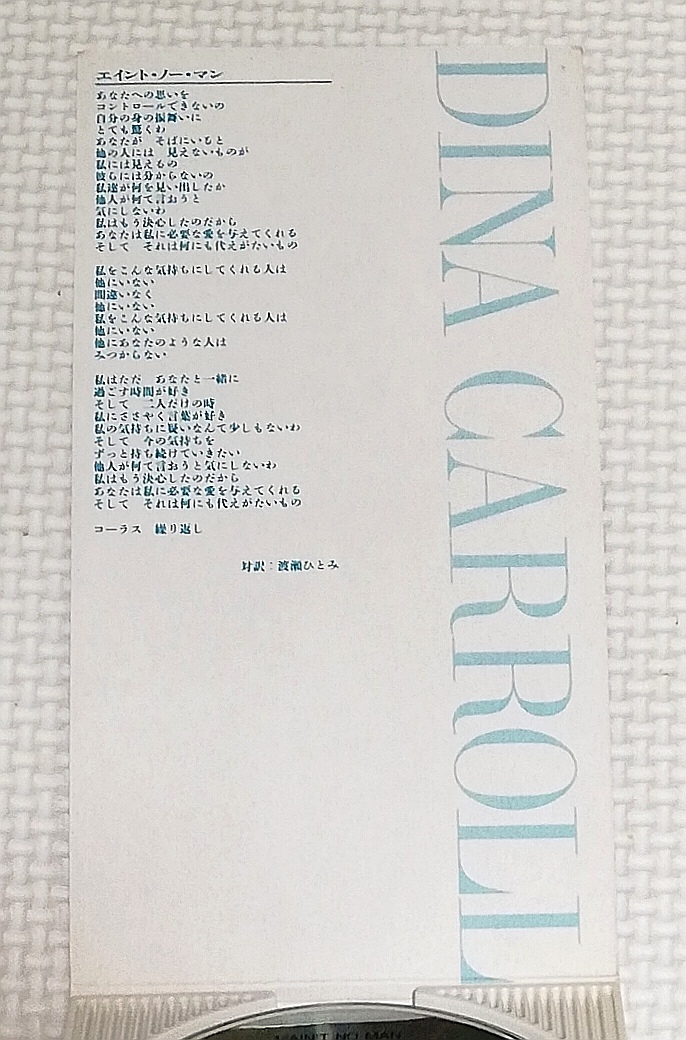 エイント・ノー・マン
あなたへの思いを
コントロールできないの
自分の身の振舞いに
とても驚くわ
あなたが　そばにいると
他の人には　見えないものが
私には見えるの
彼らには分からないの
私達が何を見い出したか
他人が何て言おうと
気にしないわ
私はもう決心したのだから
あなたは私に必要な愛を与えてくれる
そして　それは何にも代えがたいもの
私をこんな気持ちにしてくれる人は
他にいない
間違いなく
他にいない
私をこんな気持ちにしてくれる人は
他にいない
他にあなたのような人は
みつからない
私はただ　あなたと一緒に
過ごす時間が好き
そして　二人だけの時
私にささやく言葉が好き
私の気持ちに疑いなんて少しもないわ
そして　今の気持ちを
ずっと持ち続けていきたい
他人が何て言おうと気にしないわ
私はもう決心したのだから
あなたは私に必要な愛を与えてくれる
そして　それは何にも代えがたいもの
コーラス　繰り返し
対訳：渡瀬ひとみ
DINA CARROLL
AIN'T NO MAN